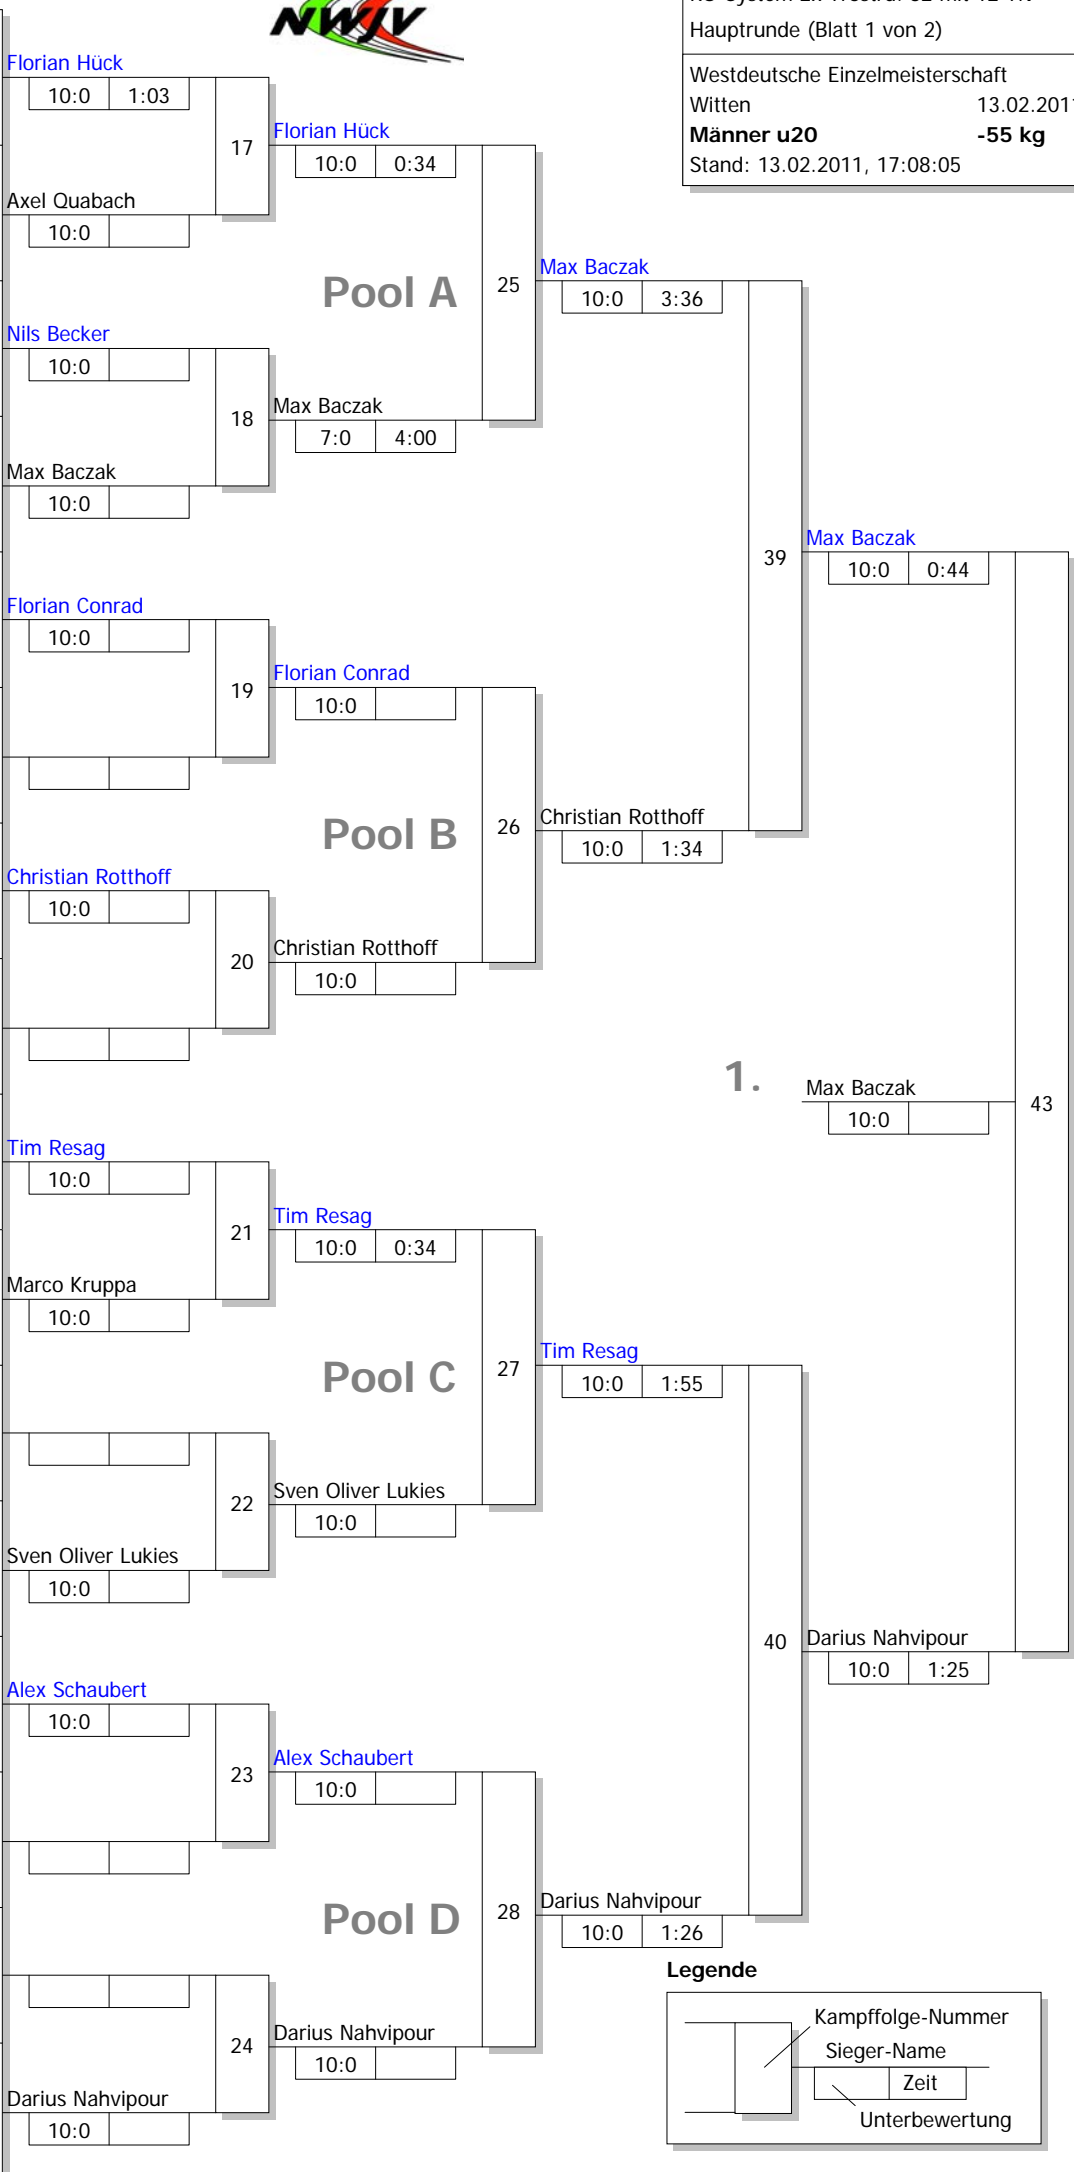 NWJV
Hauptrunde (Blatt 1 von 2)
Westdeutsche Einzelmeisterschaft
Witten 13.02.2011
Männer u20 -55 kg
Stand: 13.02.2011, 17:08:05
Florian Hück
10:0 1:03
17
Florian Hück
10:0 0:34
Axel Quabach
10:0
Pool A
25
Max Baczak
10:0 3:36
Nils Becker
10:0
18
Max Baczak
7:0 4:00
Max Baczak
10:0
39
Max Baczak
10:0 0:44
Florian Conrad
10:0
19
Florian Conrad
10:0
Pool B
26
Christian Rotthoff
10:0 1:34
Christian Rotthoff
10:0
20
Christian Rotthoff
10:0
1.
Max Baczak
10:0
43
Tim Resag
10:0
21
Tim Resag
10:0 0:34
Marco Kruppa
10:0
Pool C
27
Tim Resag
10:0 1:55
22
Sven Oliver Lukies
10:0
Sven Oliver Lukies
10:0
40
Darius Nahvipour
10:0 1:25
Alex Schaubert
10:0
23
Alex Schaubert
10:0
Pool D
28
Darius Nahvipour
10:0 1:26
24
Darius Nahvipour
10:0
Darius Nahvipour
10:0
Legende
Kampffolge-Nummer
Sieger-Name
Zeit
Unterbewertung